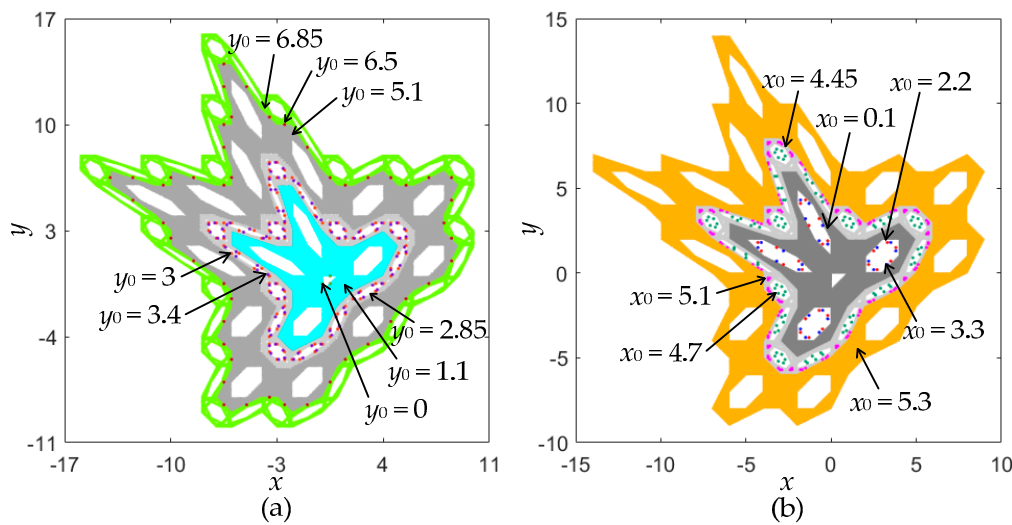 17
10
3
-4
-11
-17
-10
-3
4
11
y
x
y0 = 6.85
y0 = 6.5
y0 = 5.1
y0 = 3
y0 = 3.4
y0 = 2.85
y0 = 1.1
y0 = 0
(a)
15
10
5
0
-5
-10
-15
-10
-5
0
5
10
y
x
x0 = 4.45
x0 = 2.2
x0 = 0.1
x0 = 5.1
x0 = 4.7
x0 = 3.3
x0 = 5.3
(b)